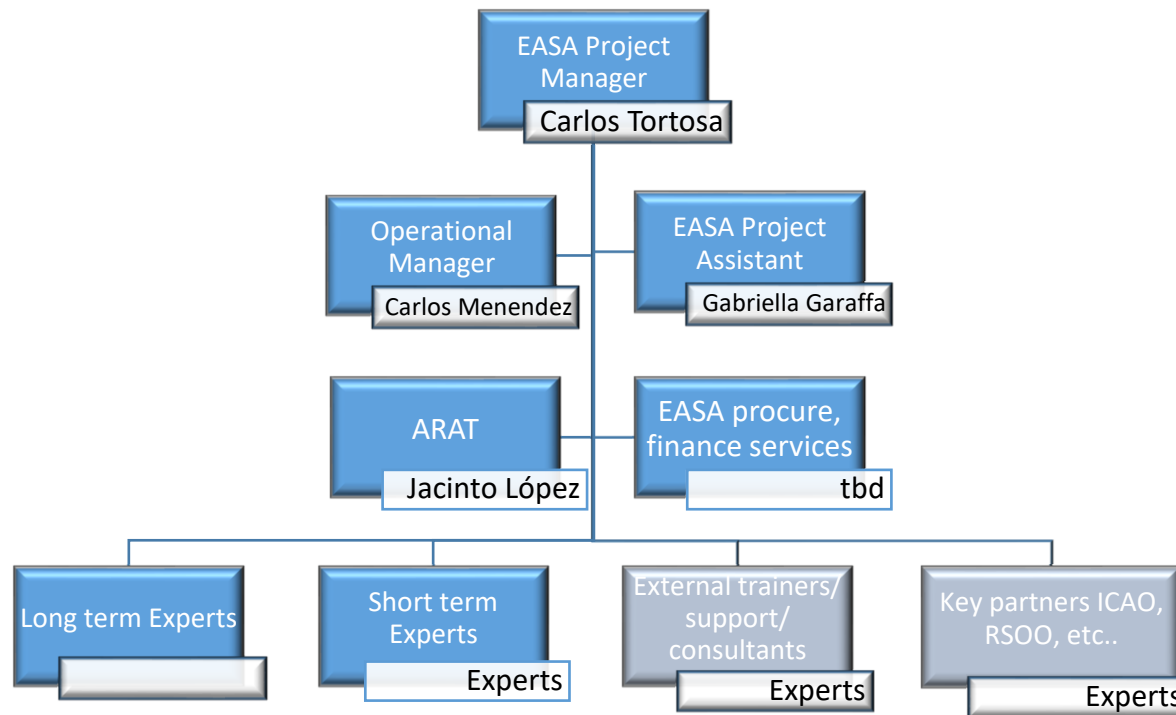 EASA Project
Manager
Carlos Tortosa
Operational
Manager
Carlos Menendez
EASA Project
Assistant
Gabriella Garaffa
ARAT
Jacinto López
EASA procure,
finance services
tbd
Long term Experts
Short term
Experts
Experts
External trainers/
support/
consultants
Experts
Key partners ICAO,
RSOO, etc..
Experts